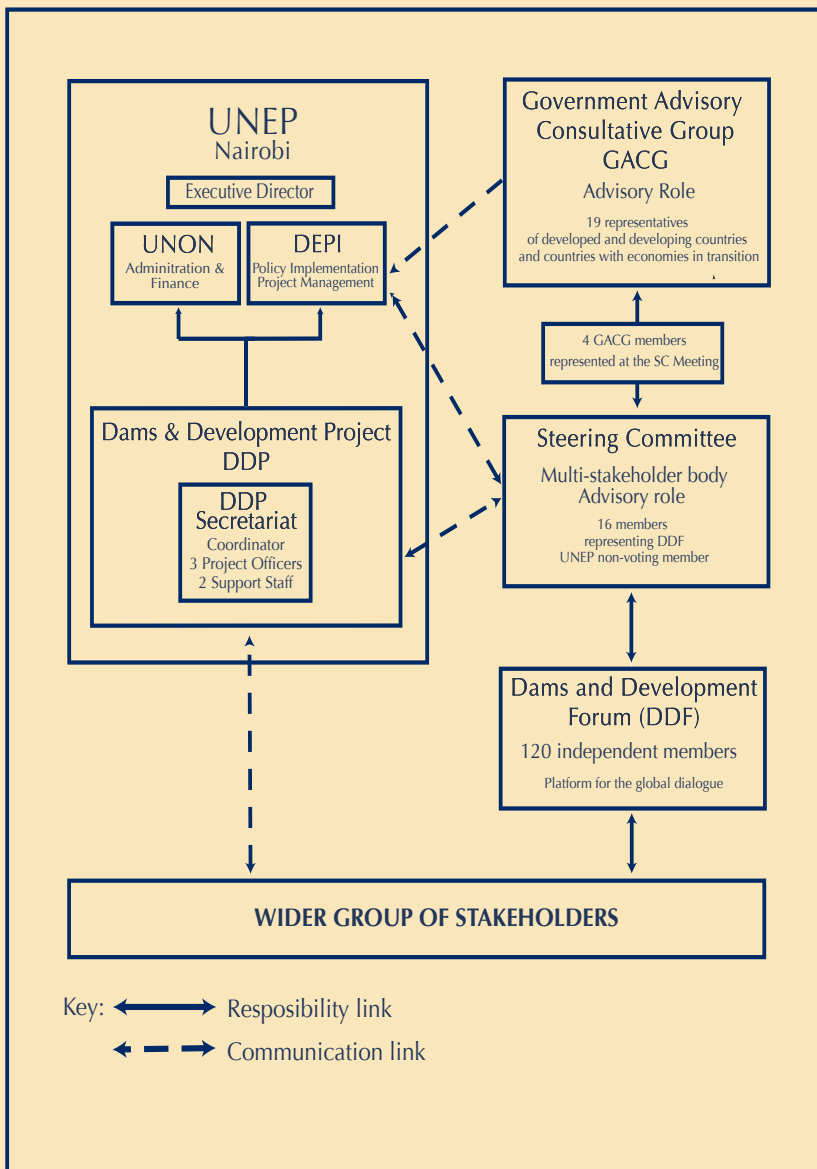 UNEP
Nairobi
Executive Director
UNON
Adminitration &
Finance
DEPI
Policy Implementation
Project Management
Dams & Development Project
DDP
DDP
Secretariat
Coordinator
3 Project Officers
2 Support Staff
Government Advisory
Consultative Group
GACG
Advisory Role
19 representatives
of developed and developing countries
and countries with economies in transition
4 GACG members
represented at the SC Meeting
Steering Committee
Multi-stakeholder body
Advisory role
16 members
representing DDF
UNEP non-voting member
Dams and Development
Forum (DDF)
120 independent members
Platform for the global dialogue
WIDER GROUP OF STAKEHOLDERS
Key: Resposibility link
Communication link